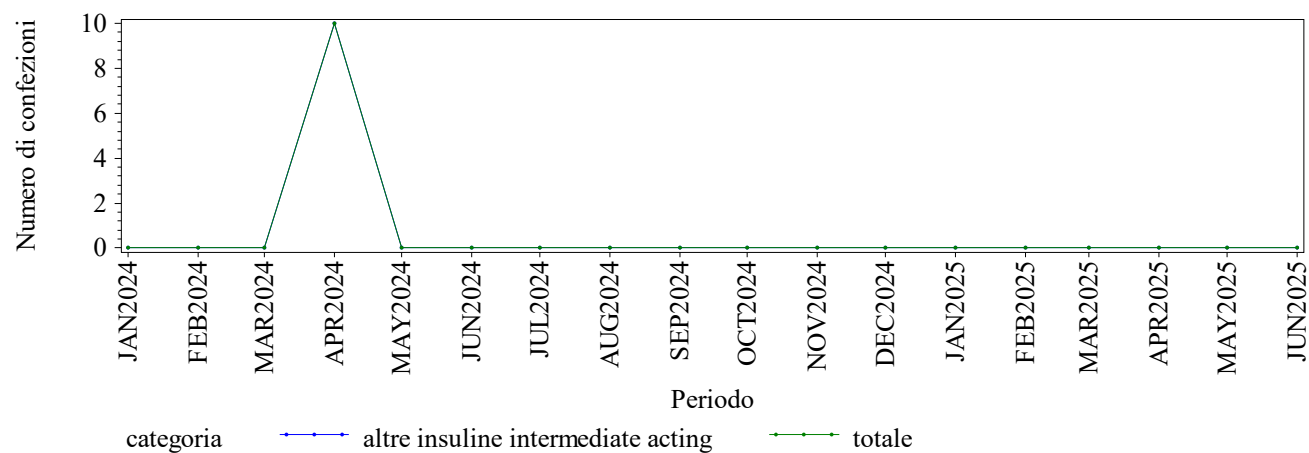 Numero di confezioni
10
8
6
4
2
0
JAN2024
FEB2024
MAR2024
APR2024
MAY2024
JUN2024
JUL2024
AUG2024
SEP2024
OCT2024
NOV2024
DEC2024
JAN2025
FEB2025
MAR2025
APR2025
MAY2025
JUN2025
Periodo
categoria altre insuline intermediate acting totale